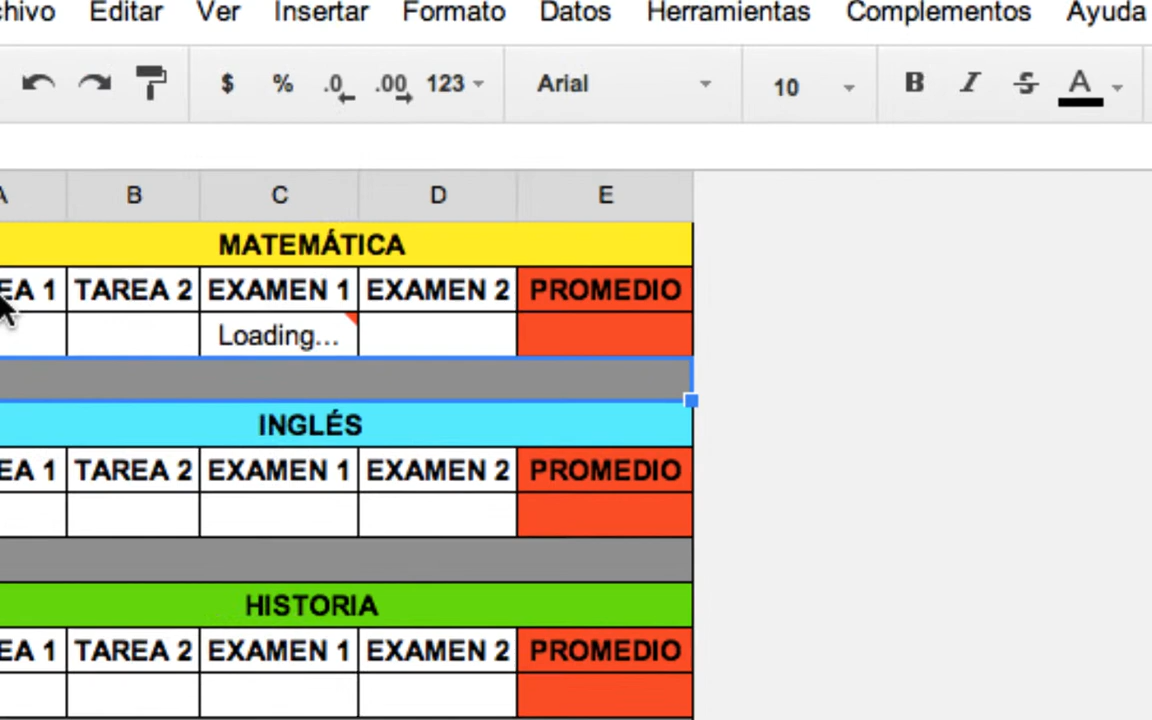 chivo Editar Ver Insertar Formato Datos Herramientas Complementos Ayuda
$ % .0 .00 123 Arial 10 B I S A
A B C D E
MATEMÁTICA
EA 1 TAREA 2 EXAMEN 1 EXAMEN 2 PROMEDIO
Loading...
INGLÉS
EA 1 TAREA 2 EXAMEN 1 EXAMEN 2 PROMEDIO
HISTORIA
EA 1 TAREA 2 EXAMEN 1 EXAMEN 2 PROMEDIO